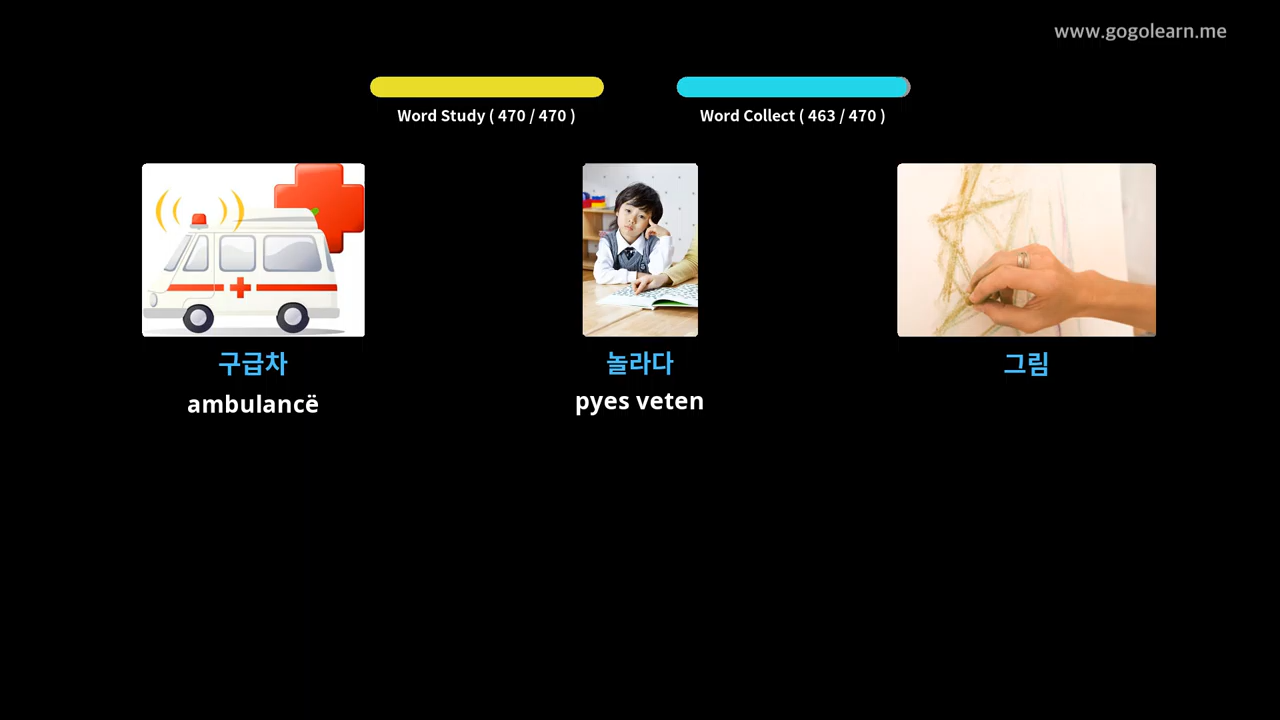 www.gogolearn.me
Word Study ( 470 / 470 )
Word Collect ( 463 / 470 )
구급차
놀라다
그림
ambulancë
pyes veten